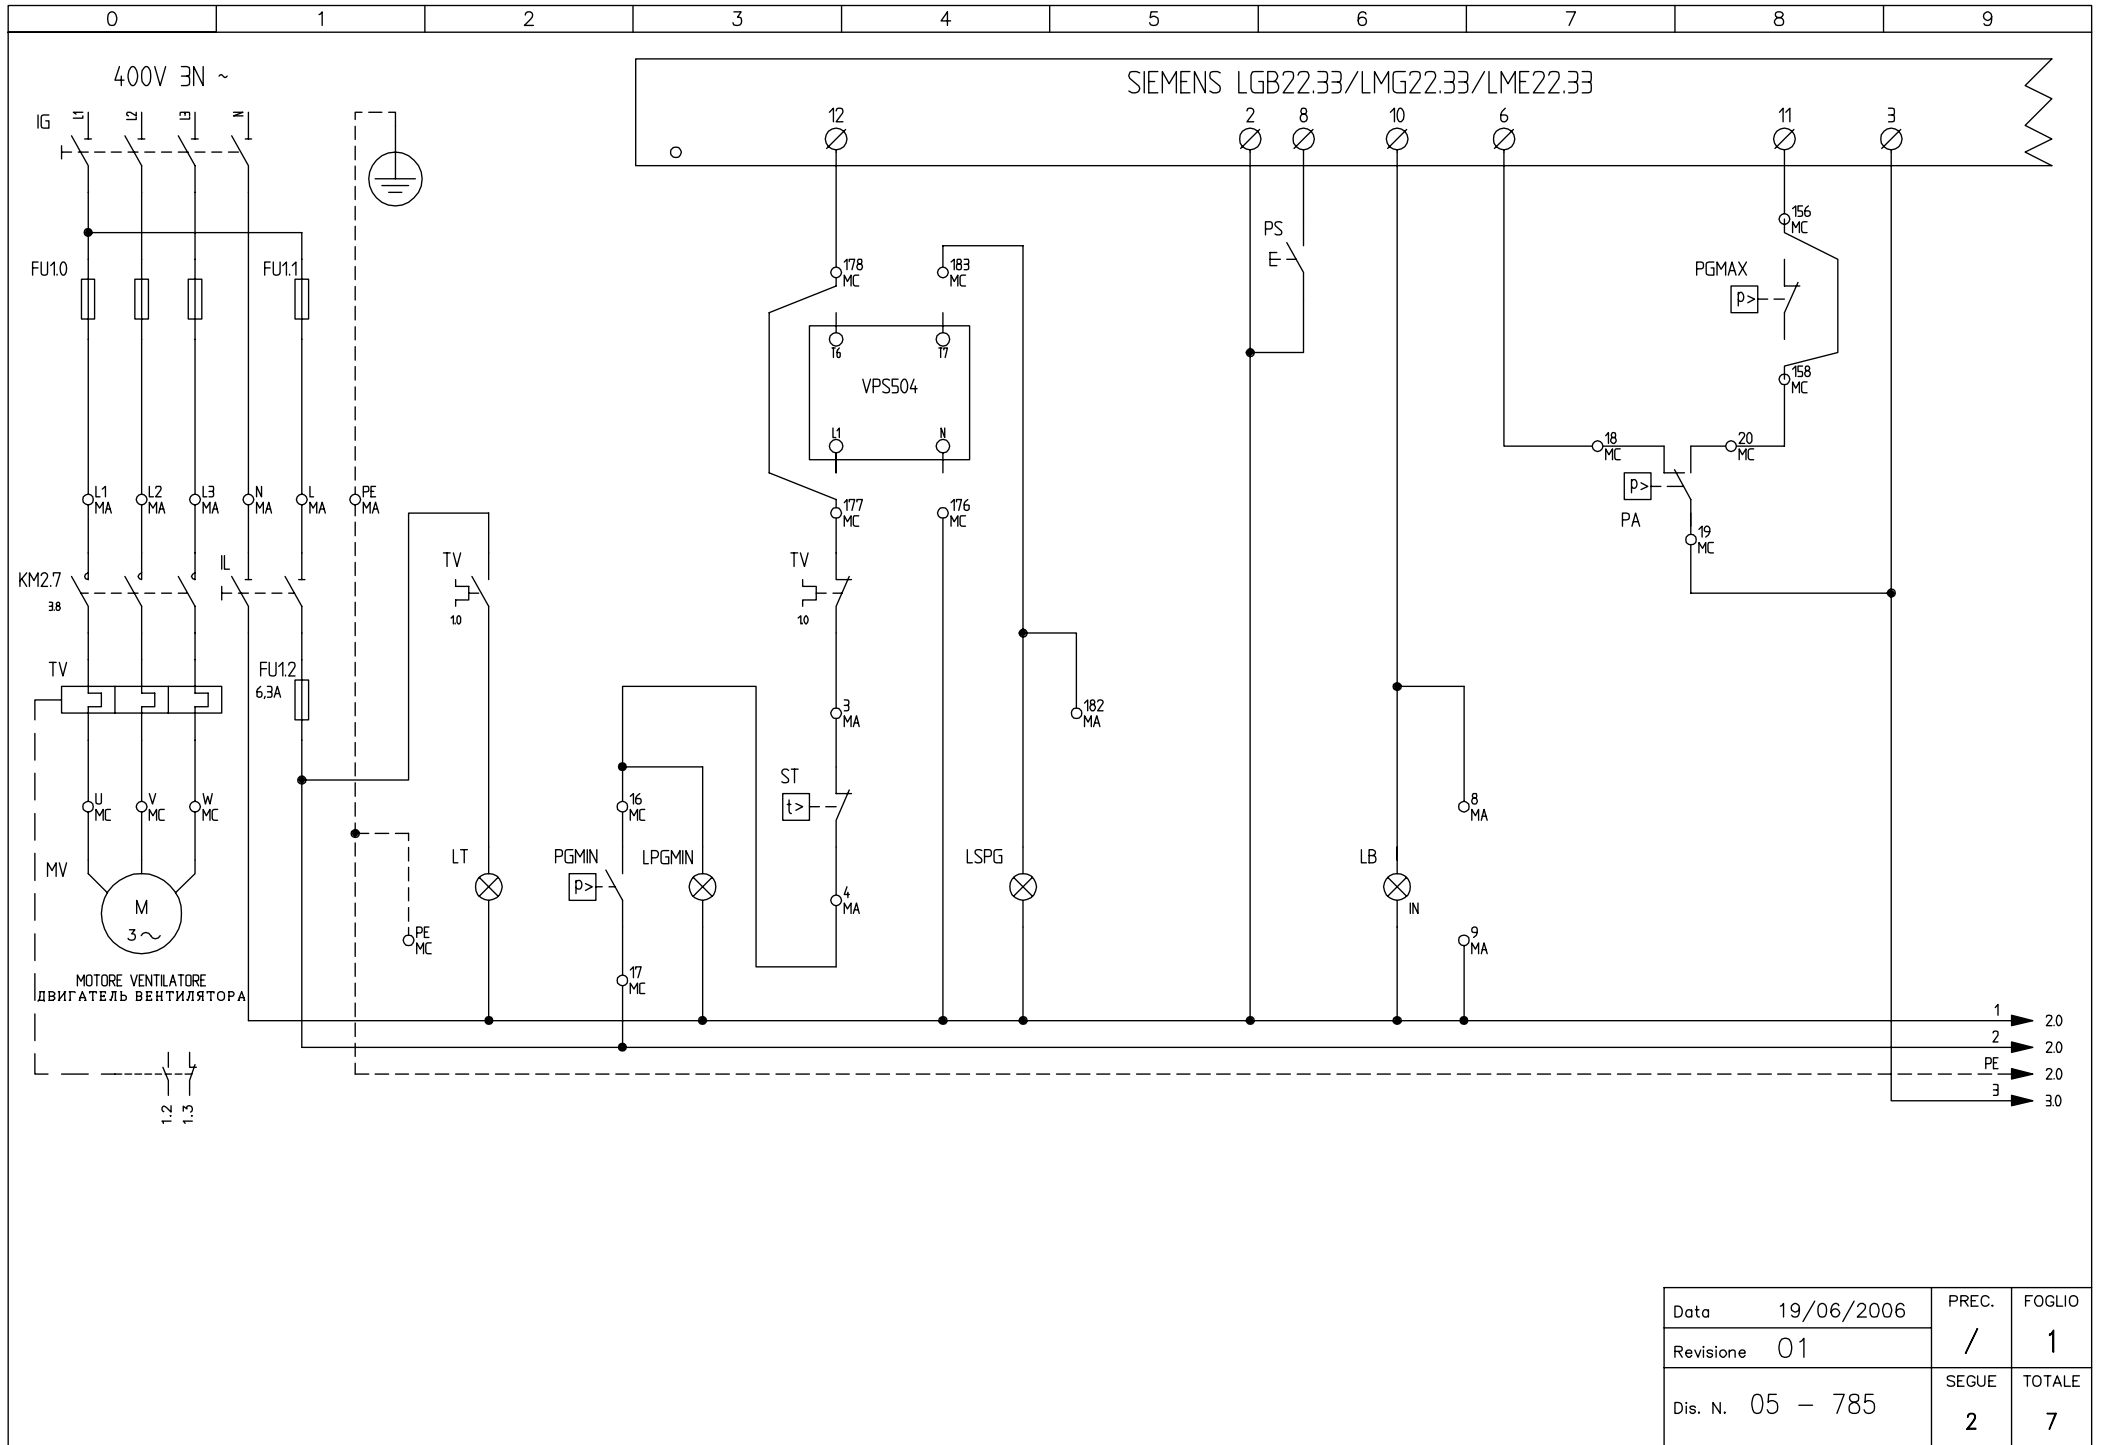 0 1 2 3 4 5 6 7 8 9
400V 3N ~
SIEMENS LGB22.33/LMG22.33/LME22.33
IG L1 L2 L3 N
12 2 8 10 6 11 3
156
MC
PS
178
MC
183
MC
FU1.0 FU1.1
PGMAX
p>
T6 T7
VPS504
158
MC
L1 N
18
MC
20
MC
L1
MA
L2
MA
L3
MA
N
MA
L
MA
PE
MA
p>
177
MC
176
MC
PA
19
MC
IL
TV
TV
KM2.7
3.8
1.0
1.0
TV
FU1.2
6,3A
3
MA
182
MA
ST
t>
U
MC
V
MC
W
MC
16
MC
8
MA
MV
LT
PGMIN
LPGMIN
LSPG
LB
p>
M
3~
4
MA
IN
PE
MC
9
MA
17
MC
MOTORE VENTILATORE
ДВИГАТЕЛЬ ВЕНТИЛЯТОРА
1 2.0
2 2.0
PE 2.0
3 3.0
1.2
1.3
Data 19/06/2006
PREC.
/
FOGLIO
1
Revisione 01
Dis. N. 05 - 785
SEGUE
2
TOTALE
7